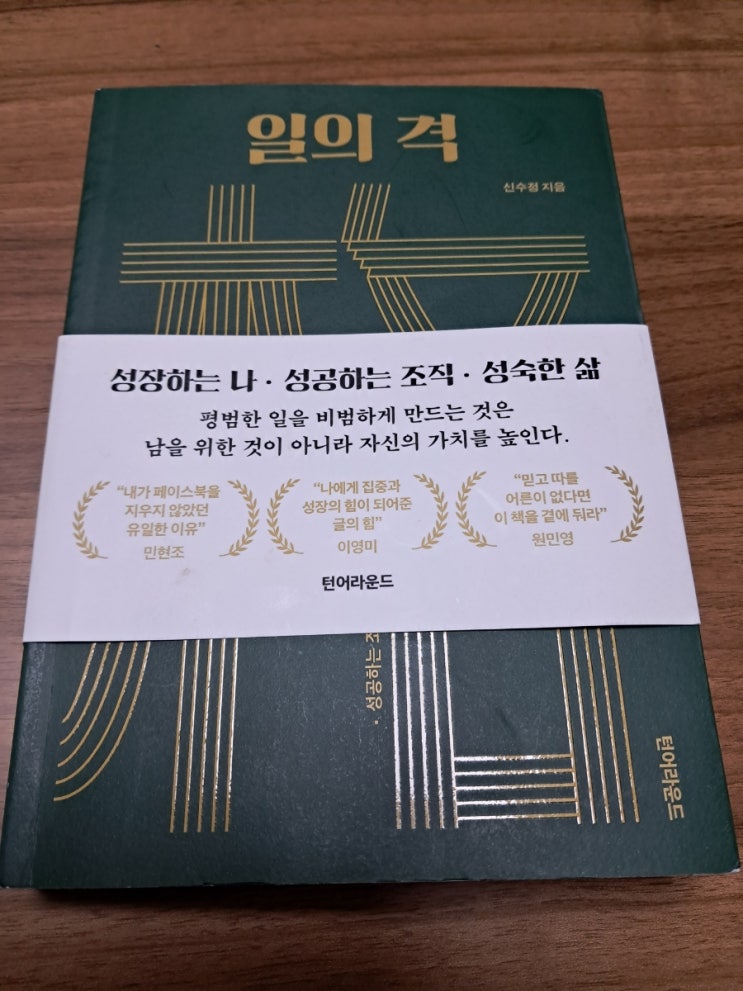 일의 격
신수정 지음
성장하는 나 · 성공하는 조직 · 성숙한 삶
평범한 일을 비범하게 만드는 것은
남을 위한 것이 아니라 자신의 가치를 높인다.
“내가 페이스북을
지우지 않았던
유일한 이유”
민현조
“나에게 집중과
성장의 힘이 되어준
글의 힘”
이영미
“믿고 따를
어른이 없다면
이 책을 곁에 둬라”
원민영
턴어라운드
· 성공하는
턴어라운드